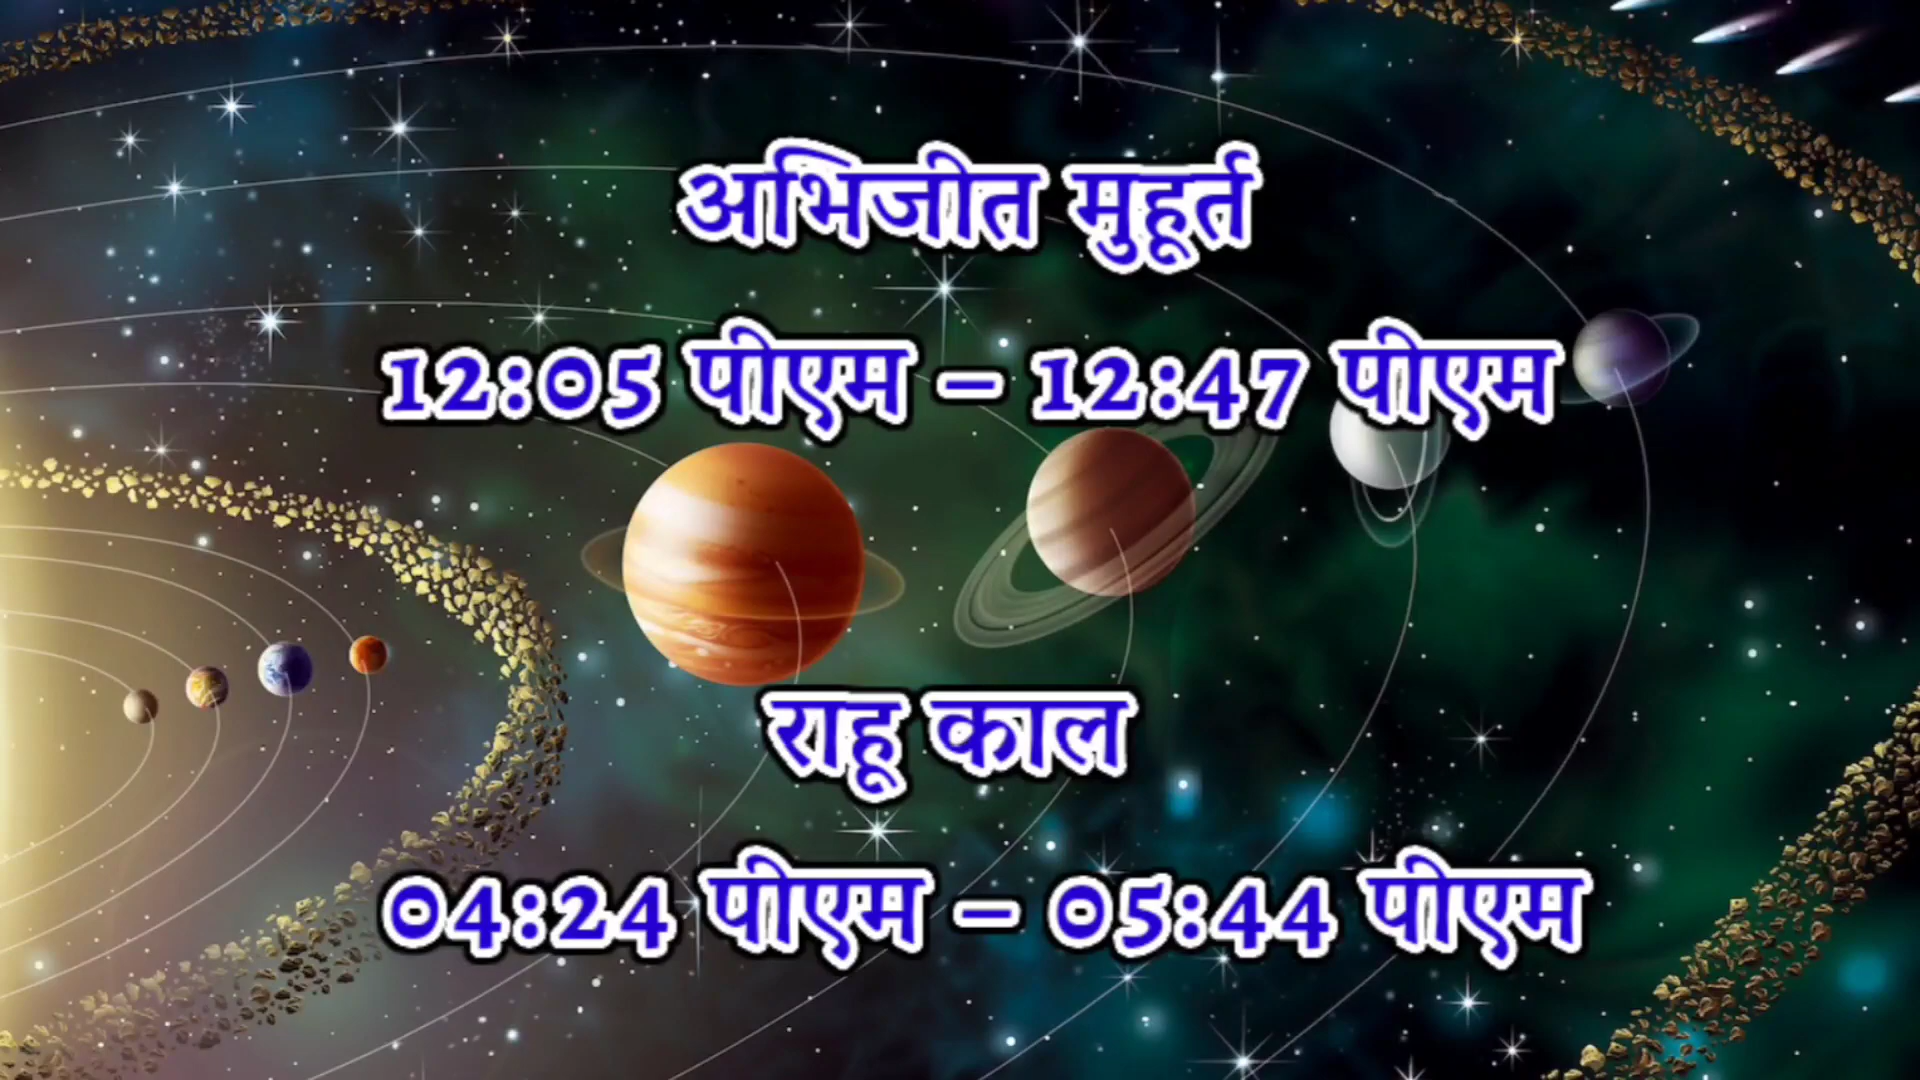 अभिजीत मुहूर्त
12:05 पीएम – 12:47 पीएम
राहू काल
04:24 पीएम – 05:44 पीएम